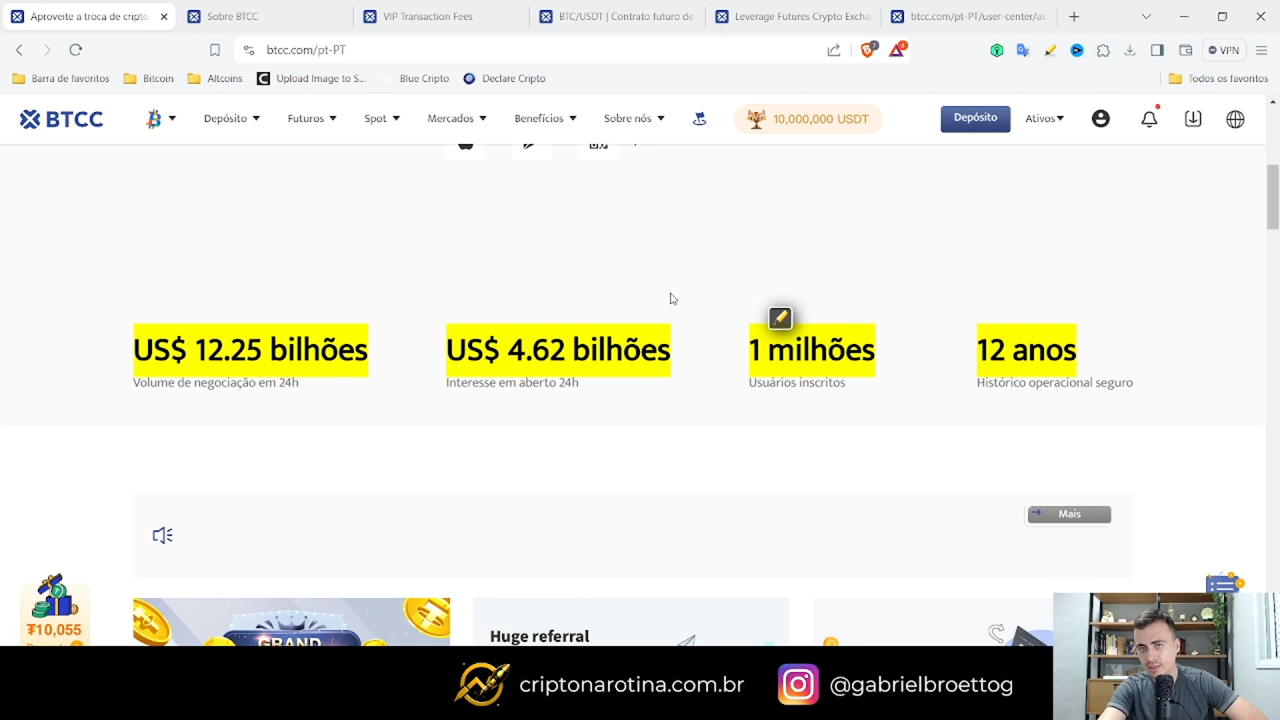 Aproveite a troca de cripto
Sobre BTCC
VIP Transaction Fees
BTC/USDT | Contrato futuro de
Leverage Futures Crypto Excha
btcc.com/pt-PT/user-center/as
btcc.com/pt-PT
VPN
Barra de favoritos
Bitcoin
Altcoins
Upload Image to S...
Blue Cripto
Declare Cripto
Todos os favoritos
BTCC
Depósito
Futuros
Spot
Mercados
Benefícios
Sobre nós
10,000,000 USDT
Depósito
Ativos
US$ 12.25 bilhões
US$ 4.62 bilhões
1 milhões
12 anos
Volume de negociação em 24h
Interesse em aberto 24h
Usuários inscritos
Histórico operacional seguro
Mais
₮10,055
GRAND
Huge referral
criptonarotina.com.br
@gabrielbroettog